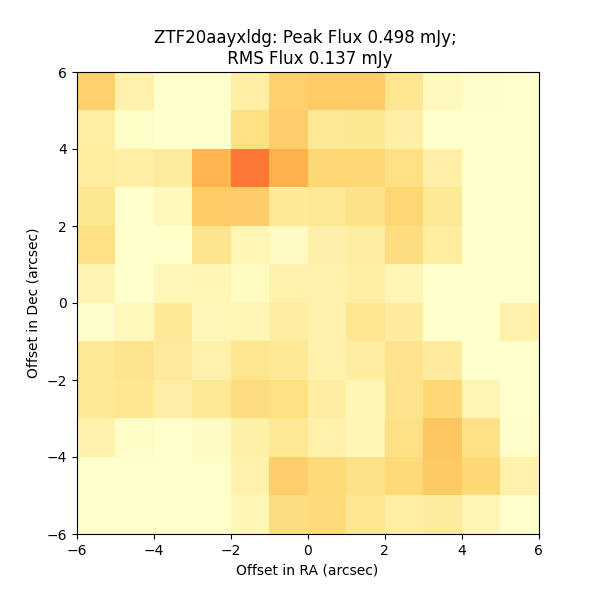 ZTF20aayxldg: Peak Flux 0.498 mJy;
RMS Flux 0.137 mJy
6
4
2
0
−2
−4
−6
Offset in Dec (arcsec)
−6 −4 −2 0 2 4 6
Offset in RA (arcsec)